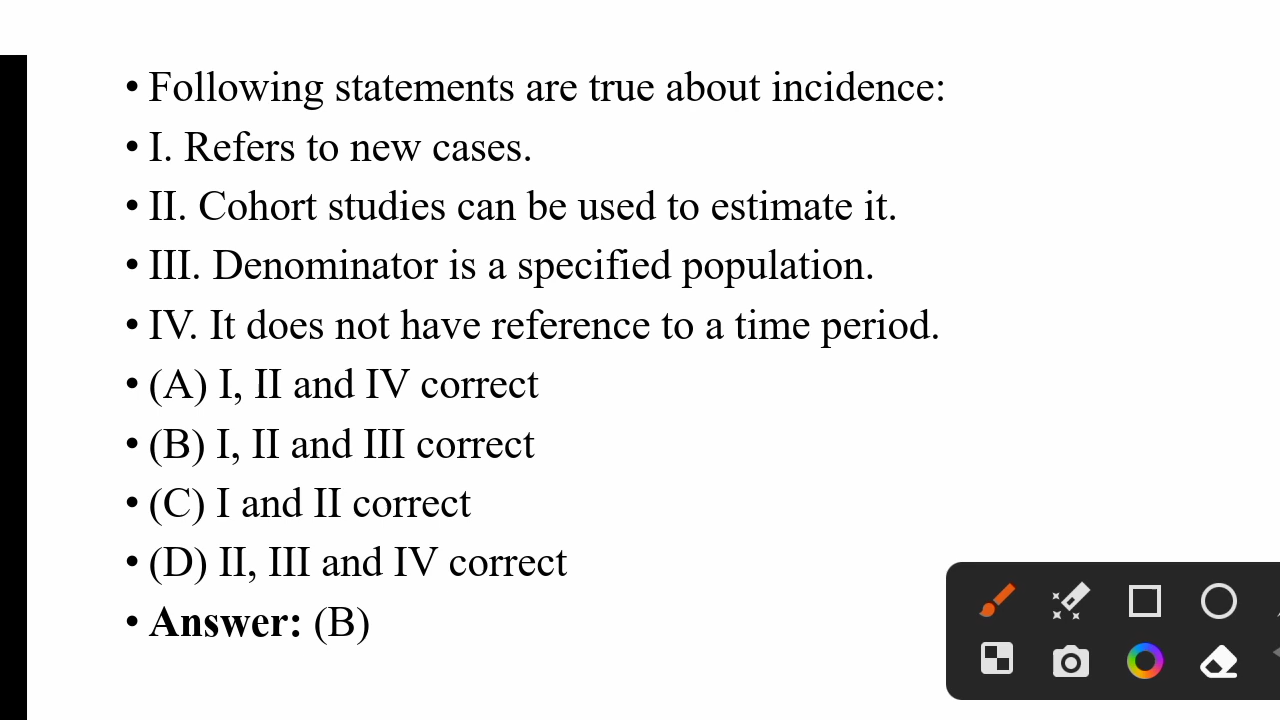 • Following statements are true about incidence:
• I. Refers to new cases.
• II. Cohort studies can be used to estimate it.
• III. Denominator is a specified population.
• IV. It does not have reference to a time period.
• (A) I, II and IV correct
• (B) I, II and III correct
• (C) I and II correct
• (D) II, III and IV correct
• Answer: (B)